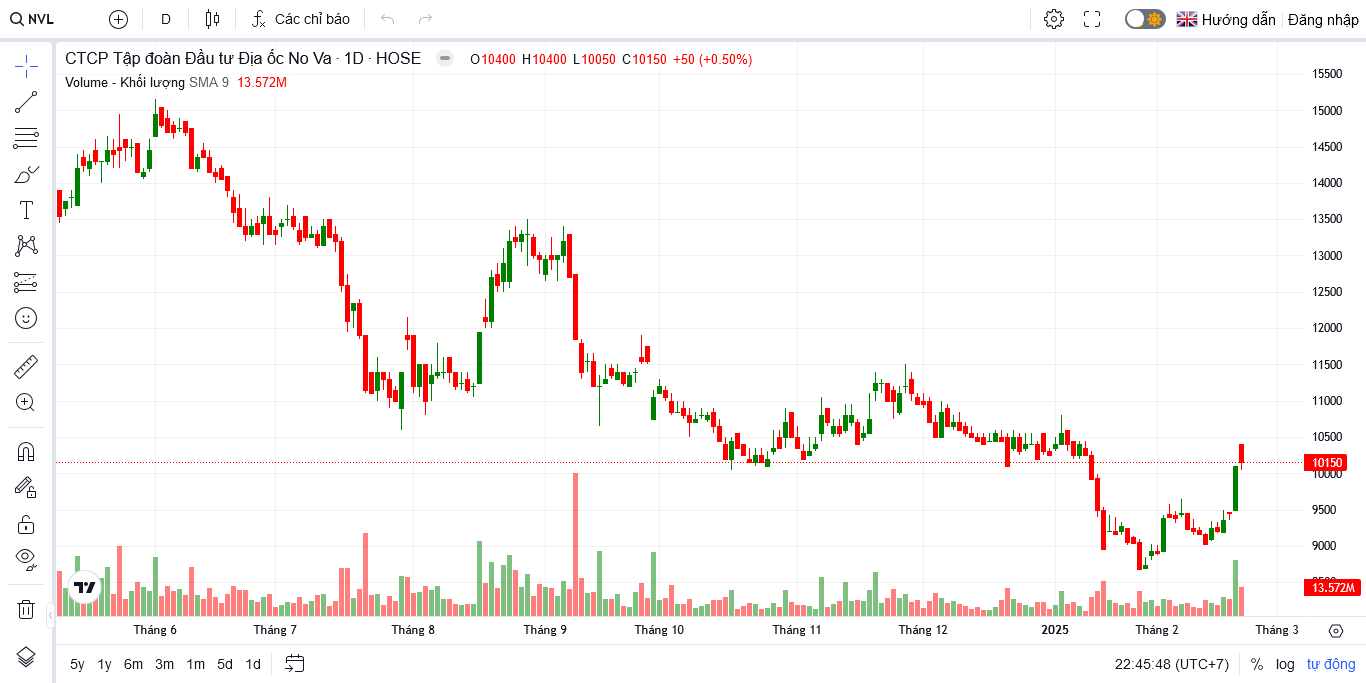 NVL
D
Các chỉ báo
Hướng dẫn
Đăng nhập
CTCP Tập đoàn Đầu tư Địa ốc No Va · 1D · HOSE
O10400 H10400 L10050 C10150 +50 (+0.50%)
Volume - Khối lượng SMA 9 13.572M
15500
15000
14500
14000
13500
13000
12500
12000
11500
11000
10500
10150
10000
9500
9000
13.572M
Tháng 6
Tháng 7
Tháng 8
Tháng 9
Tháng 10
Tháng 11
Tháng 12
2025
Tháng 2
Tháng 3
5y 1y 6m 3m 1m 5d 1d
22:45:48 (UTC+7)
% log tự động